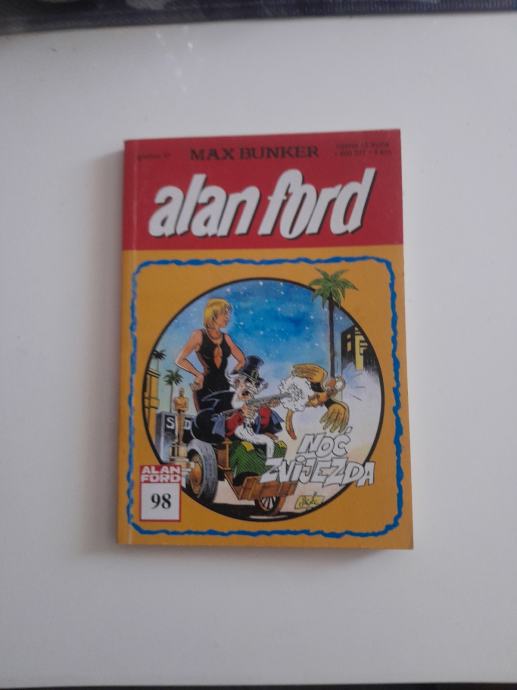 MAX BUNKER
alan ford
NOĆ
ZVIJEZDA
ALAN
FORD
98